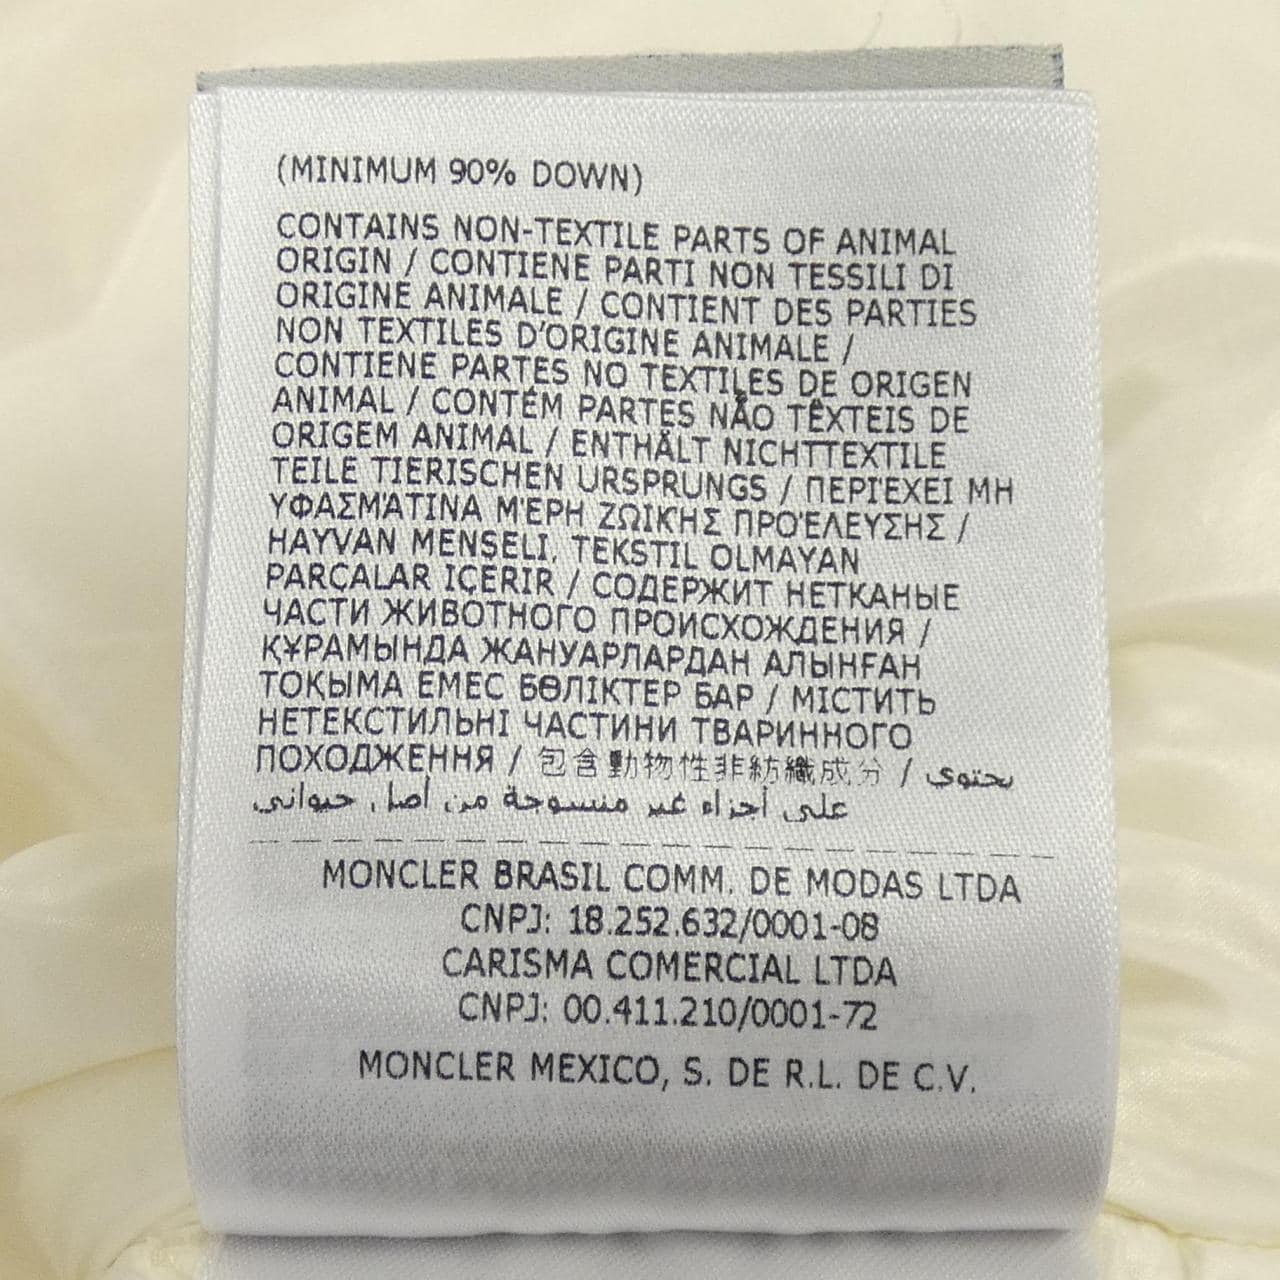 (MINIMUM 90% DOWN)
CONTAINS NON-TEXTILE PARTS OF ANIMAL
ORIGIN / CONTIENE PARTI NON TESSILI DI
ORIGINE ANIMALE / CONTIENT DES PARTIES
NON TEXTILES D'ORIGINE ANIMALE /
CONTIENE PARTES NO TEXTILES DE ORIGEN
ANIMAL / CONTÉM PARTES NÃO TÊXTEIS DE
ORIGEM ANIMAL / ENTHÄLT NICHTTEXTILE
TEILE TIERISCHEN URSPRUNGS / ΠΕΡΙΈΧΕΙ ΜΗ
ΥΦΑΣΜΆΤΙΝΑ ΜΈΡΗ ΖΩΙΚΉΣ ΠΡΟΈΛΕΥΣΗΣ /
HAYVAN MENŞELI, TEKSTIL OLMAYAN
PARÇALAR IÇERIR / СОДЕРЖИТ НЕТКАНЫЕ
ЧАСТИ ЖИВОТНОГО ПРОИСХОЖДЕНИЯ /
ҚҰРАМЫНДА ЖАНУАРЛАРДАН АЛЫНҒАН
ТОҚЫМА ЕМЕС БӨЛІКТЕР БАР / МІСТИТЬ
НЕТЕКСТИЛЬНІ ЧАСТИНИ ТВАРИННОГО
ПОХОДЖЕННЯ / 包含動物性非紡織成分 / يحتوي
على أجزاء غير منسوجة من أصل حيواني
MONCLER BRASIL COMM. DE MODAS LTDA
CNPJ: 18.252.632/0001-08
CARISMA COMERCIAL LTDA
CNPJ: 00.411.210/0001-72
MONCLER MEXICO, S. DE R.L. DE C.V.